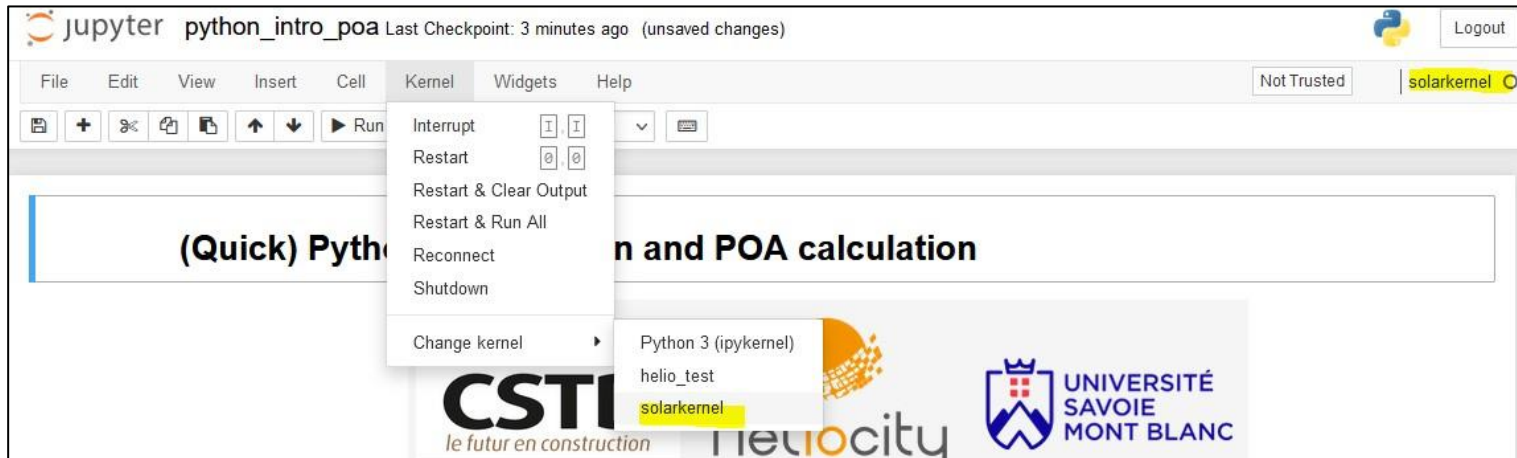 jupyter python_intro_poa Last Checkpoint: 3 minutes ago (unsaved changes)
Logout
File Edit View Insert Cell Kernel Widgets Help
Not Trusted
solarkernel
Run
Interrupt I,I
Restart 0,0
Restart & Clear Output
Restart & Run All
Reconnect
Shutdown
Change kernel
Python 3 (ipykernel)
helio_test
solarkernel
(Quick) Pyth n and POA calculation
CST
le futur en construction
heliocity
UNIVERSITÉ
SAVOIE
MONT BLANC